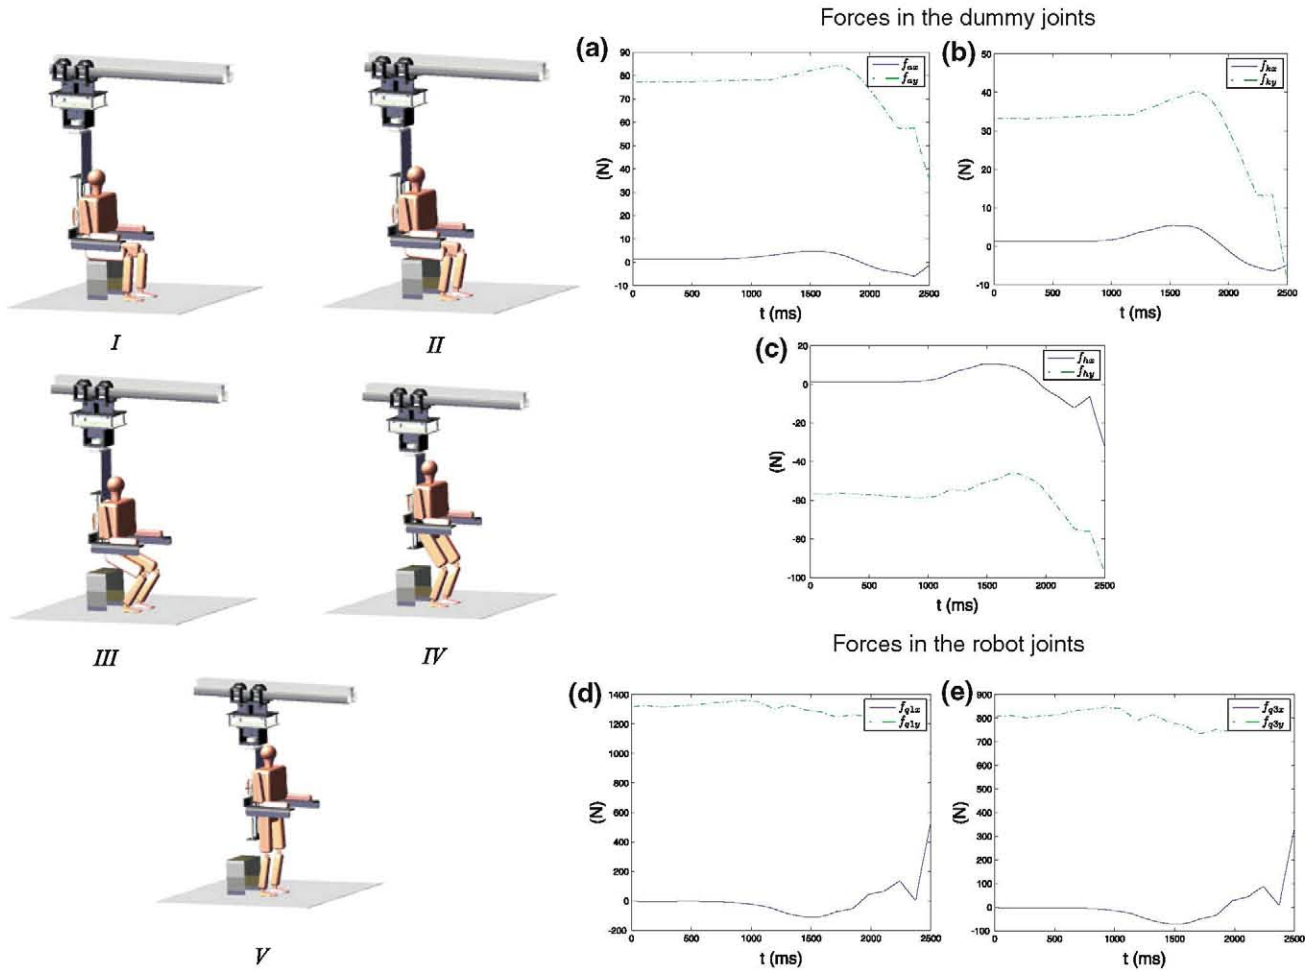 Forces in the dummy joints
I
II
III
IV
V
(a)
90
80
70
60
50
40
30
20
10
0
-10
(N)
f_ax
f_ay
0 500 1000 1500 2000 2500
t (ms)
(b)
50
40
30
20
10
0
-10
(N)
f_kx
f_ky
0 500 1000 1500 2000 2500
t (ms)
(c)
20
0
-20
-40
-60
-80
-100
(N)
f_hx
f_hy
0 500 1000 1500 2000 2500
t (ms)
Forces in the robot joints
(d)
1400
1200
1000
800
600
400
200
0
-200
(N)
f_q1x
f_q1y
0 500 1000 1500 2000 2500
t (ms)
(e)
900
800
700
600
500
400
300
200
100
0
-100
(N)
f_q3x
f_q3y
0 500 1000 1500 2000 2500
t (ms)